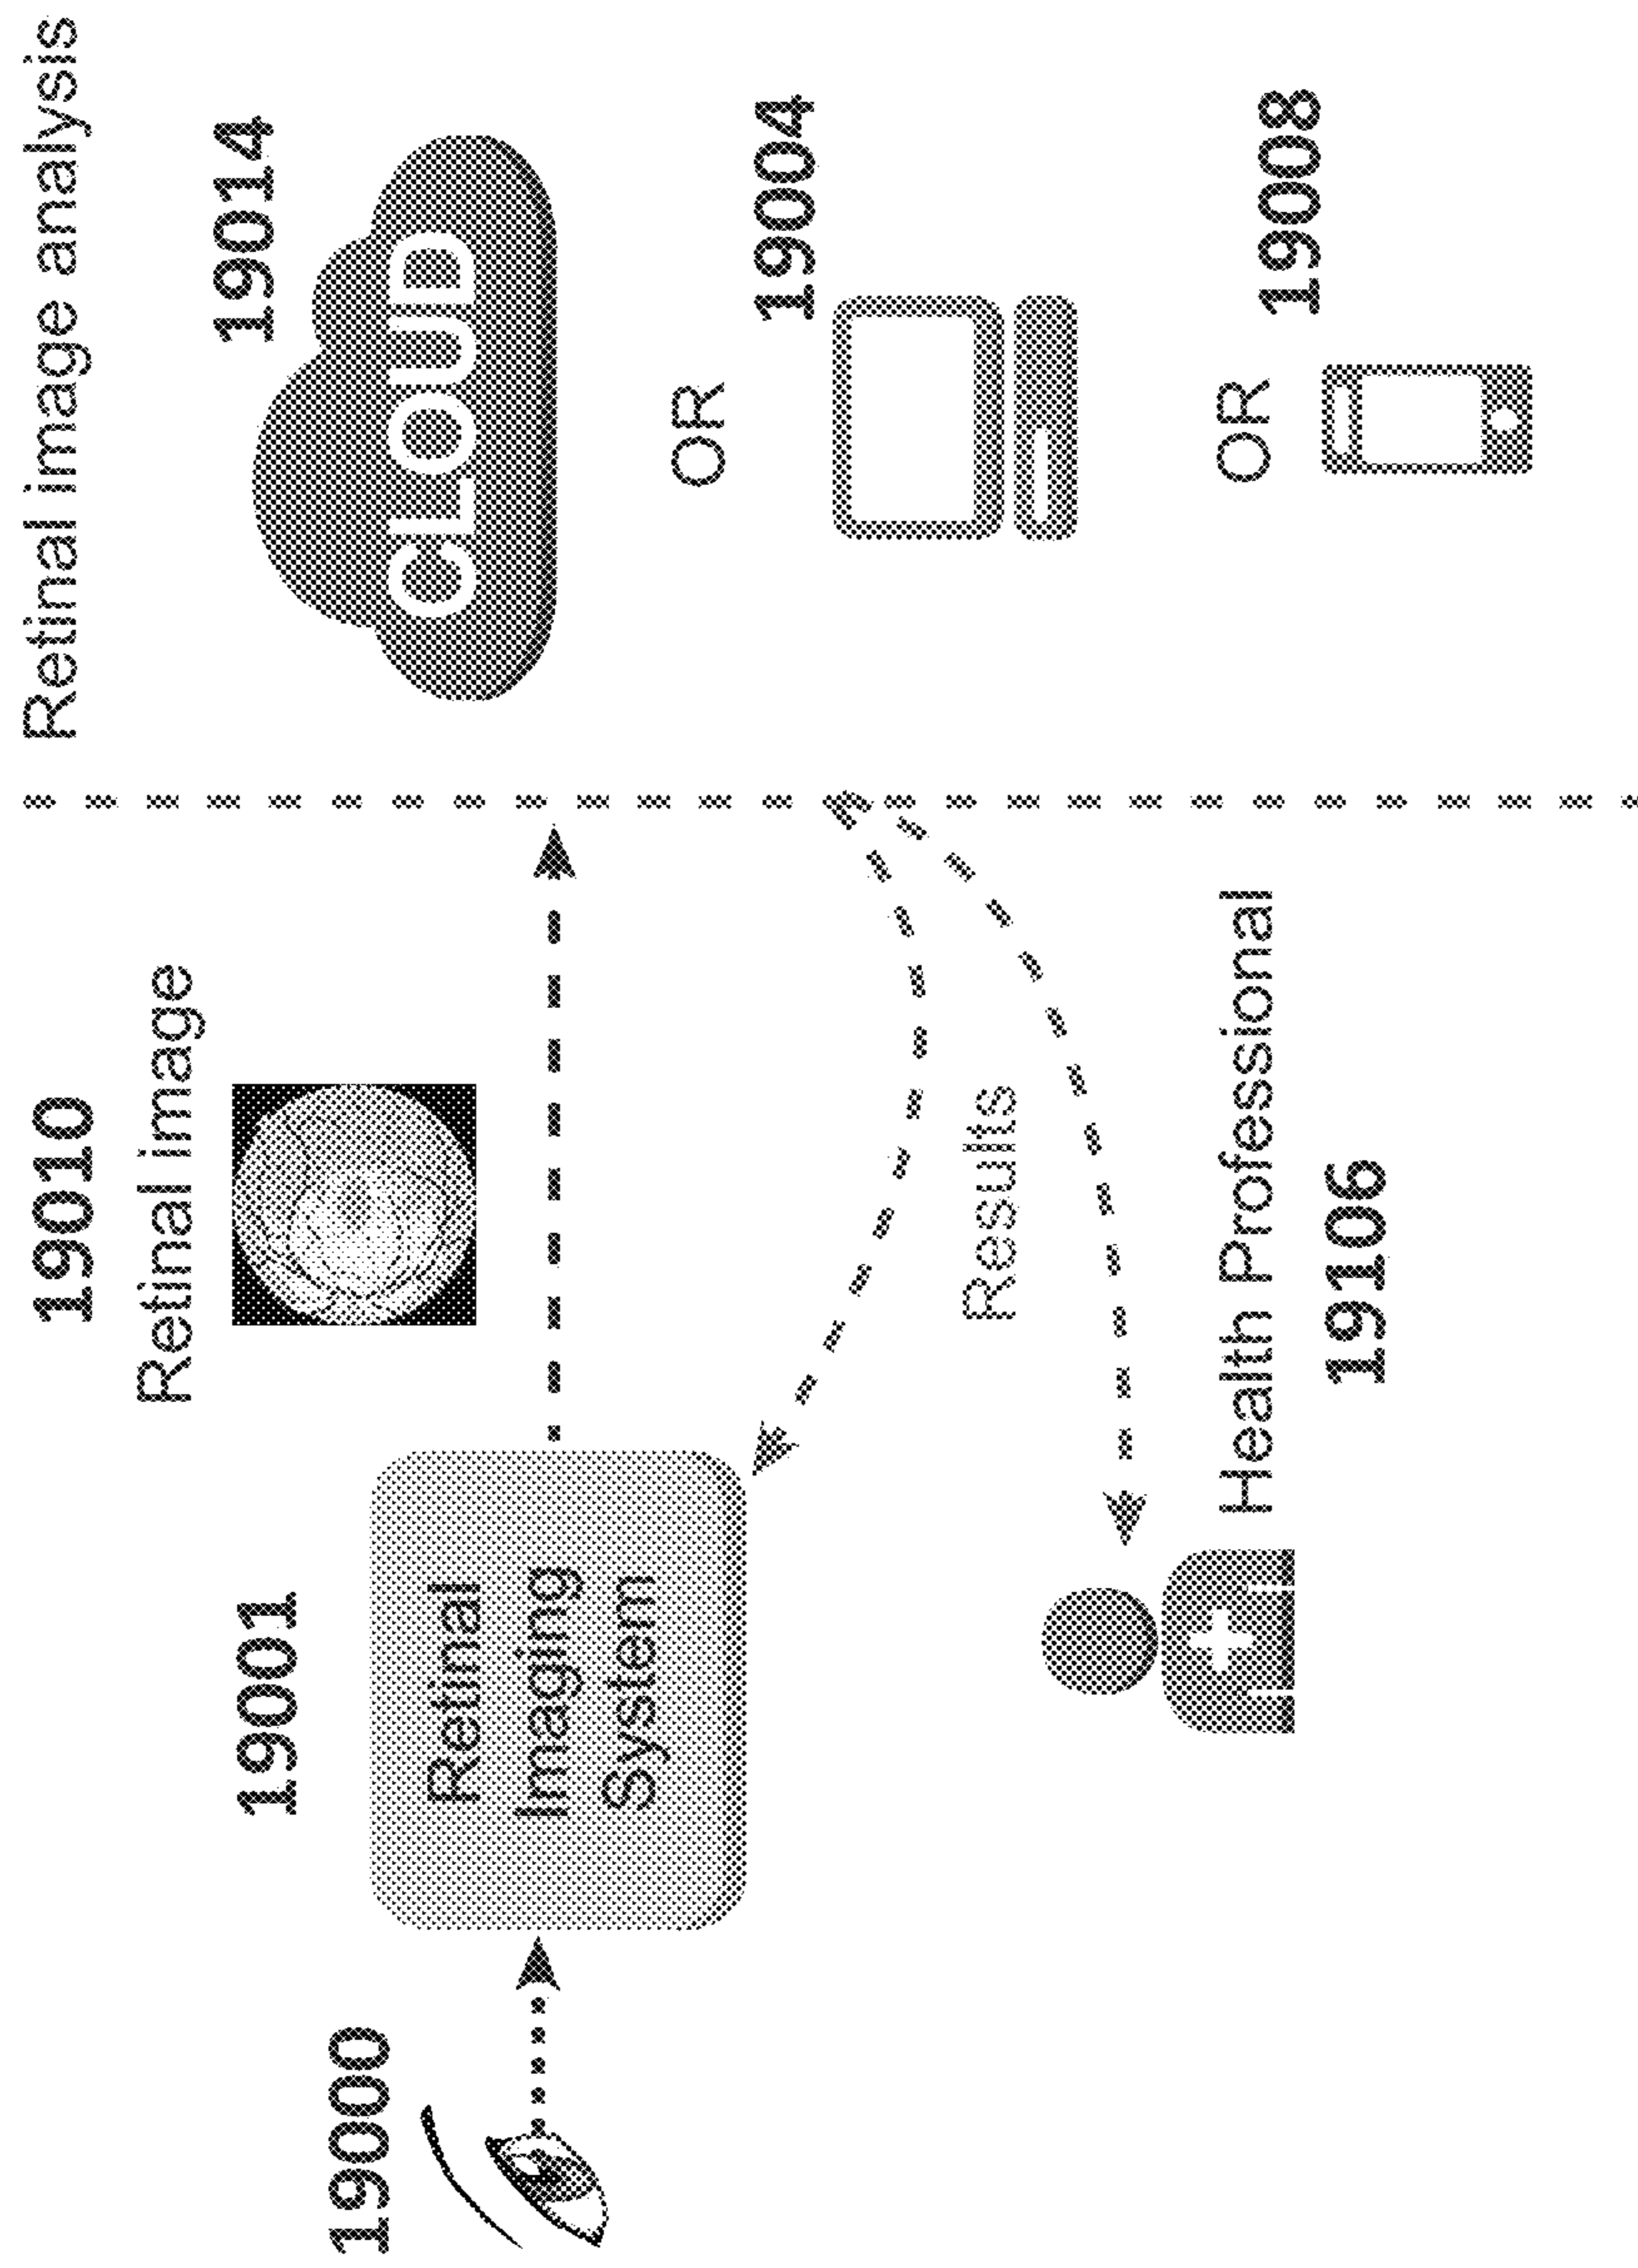 19000
19001
Retinal
Imaging
System
19010
Retinal image
Results
Health Professional
19106
Retinal image analysis
19014
CLOUD
OR
19004
OR
19008